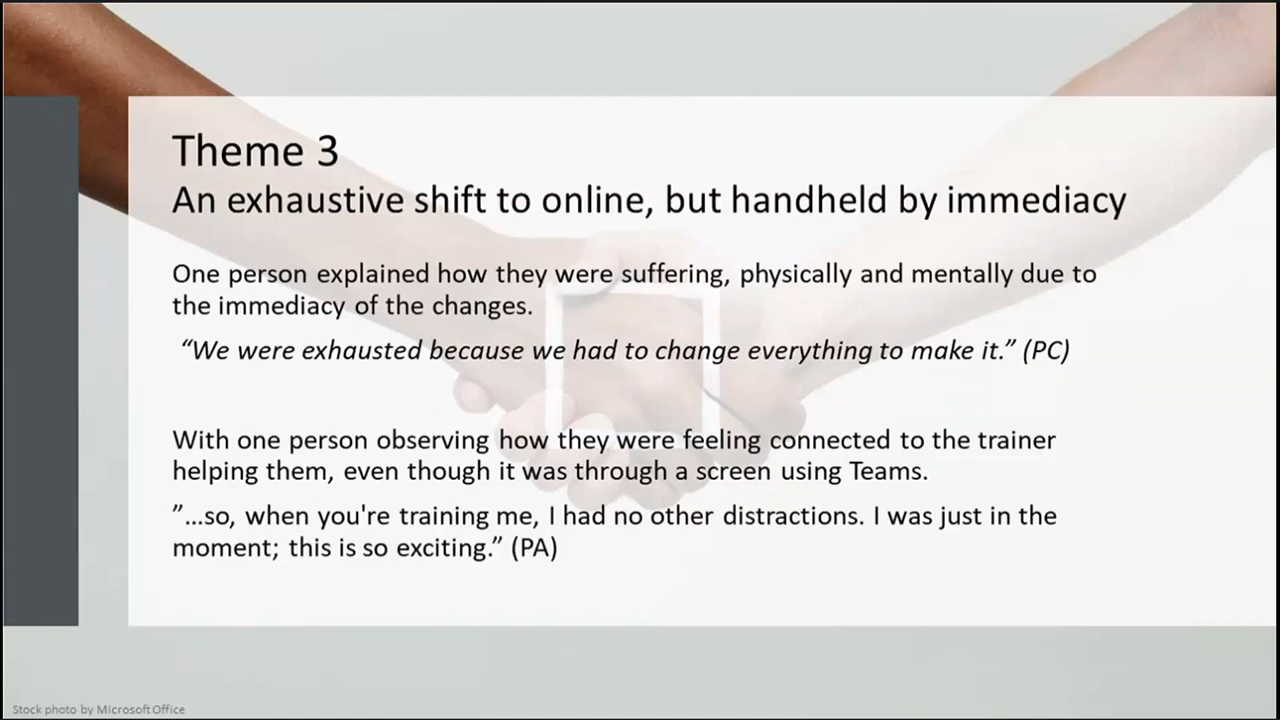 Theme 3
An exhaustive shift to online, but handheld by immediacy
One person explained how they were suffering, physically and mentally due to
the immediacy of the changes.
“We were exhausted because we had to change everything to make it.” (PC)
With one person observing how they were feeling connected to the trainer
helping them, even though it was through a screen using Teams.
”...so, when you're training me, I had no other distractions. I was just in the
moment; this is so exciting.” (PA)
Stock photo by Microsoft Office